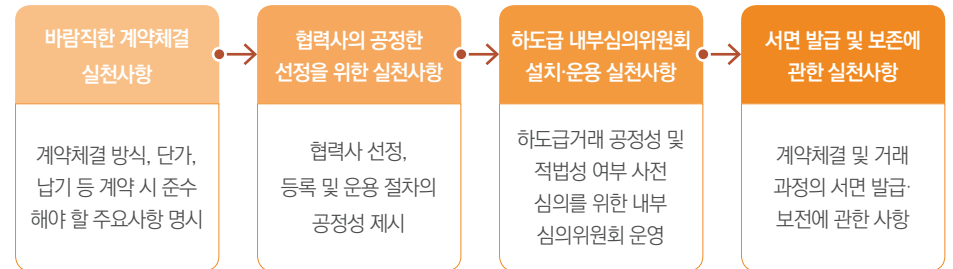 바람직한 계약체결
실천사항
계약체결 방식, 단가,
납기 등 계약 시 준수
해야 할 주요사항 명시
협력사의 공정한
선정을 위한 실천사항
협력사 선정,
등록 및 운용 절차의
공정성 제시
하도급 내부심의위원회
설치·운용 실천사항
하도급거래 공정성 및
적법성 여부 사전
심의를 위한 내부
심의위원회 운영
서면 발급 및 보존에
관한 실천사항
계약체결 및 거래
과정의 서면 발급·
보전에 관한 사항